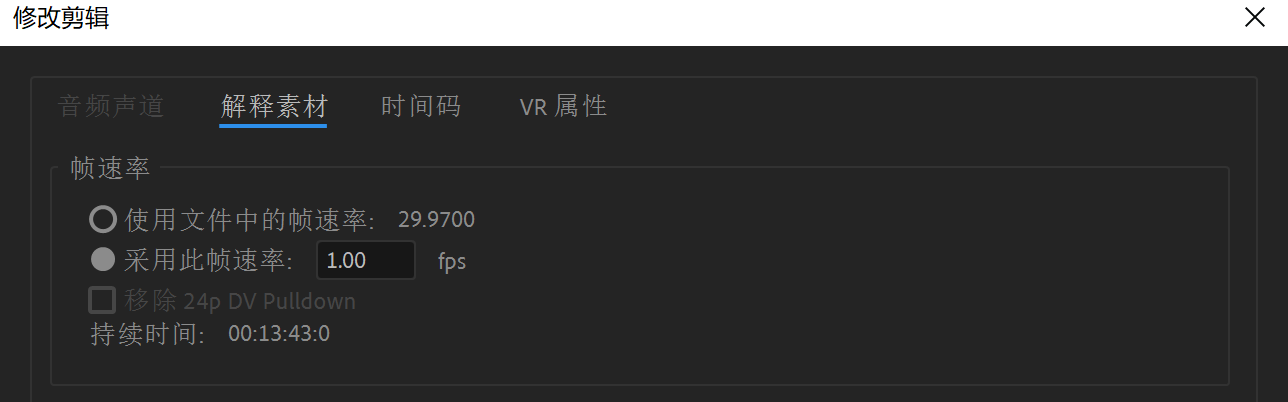 修改剪辑
音频声道 解释素材 时间码 VR 属性
帧速率
使用文件中的帧速率: 29.9700
采用此帧速率: 1.00 fps
移除 24p DV Pulldown
持续时间: 00:13:43:0